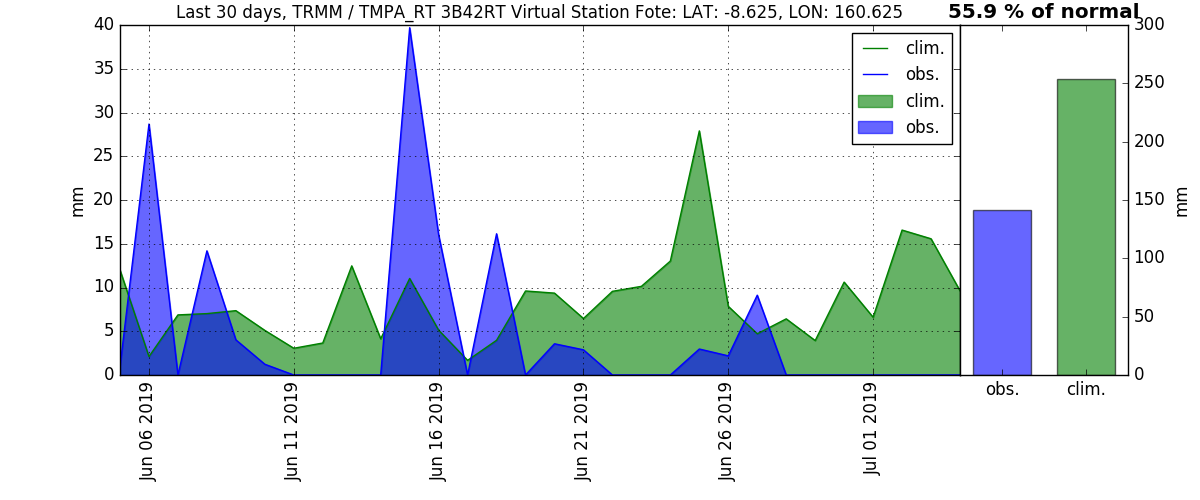 Last 30 days, TRMM / TMPA_RT 3B42RT Virtual Station Fote: LAT: -8.625, LON: 160.625
55.9 % of normal
40
35
30
25
20
15
10
5
0
mm
clim.
obs.
clim.
obs.
Jun 06 2019
Jun 11 2019
Jun 16 2019
Jun 21 2019
Jun 26 2019
Jul 01 2019
300
250
200
150
100
50
0
mm
obs.
clim.